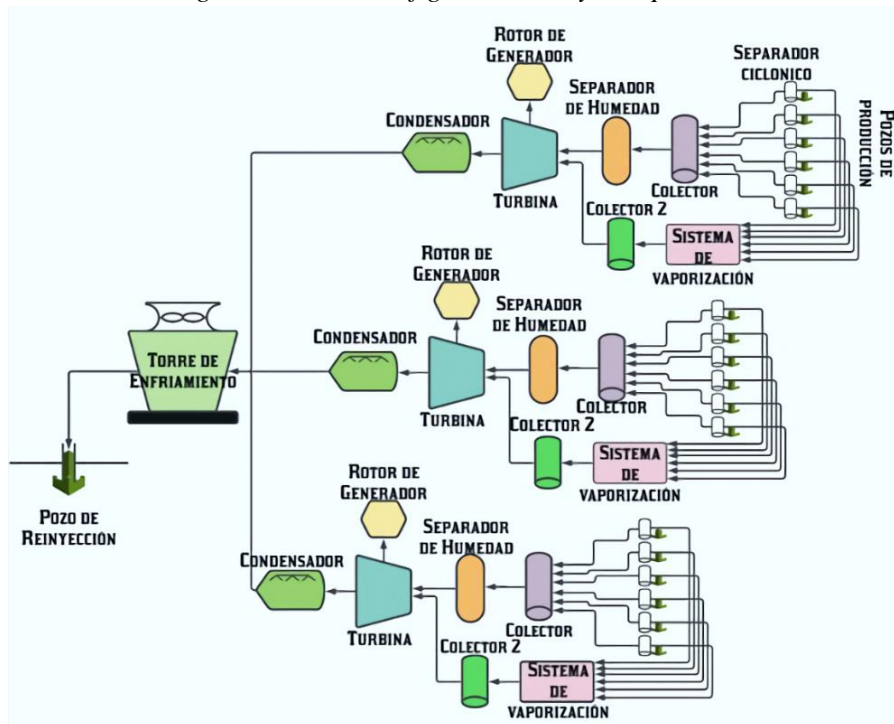 ROTOR DE
GENERADOR
SEPARADOR
CICLONICO
SEPARADOR
DE HUMEDAD
CONDENSADOR
POZOS DE
PRODUCCIÓN
COLECTOR
TURBINA
COLECTOR 2
SISTEMA
DE
VAPORIZACIÓN
ROTOR DE
GENERADOR
SEPARADOR
DE HUMEDAD
CONDENSADOR
TORRE DE
ENFRIAMIENTO
COLECTOR
TURBINA
COLECTOR 2
SISTEMA
DE
VAPORIZACIÓN
ROTOR DE
GENERADOR
POZO DE
REINYECCIÓN
SEPARADOR
DE HUMEDAD
CONDENSADOR
COLECTOR
TURBINA
COLECTOR 2
SISTEMA
DE
VAPORIZACIÓN